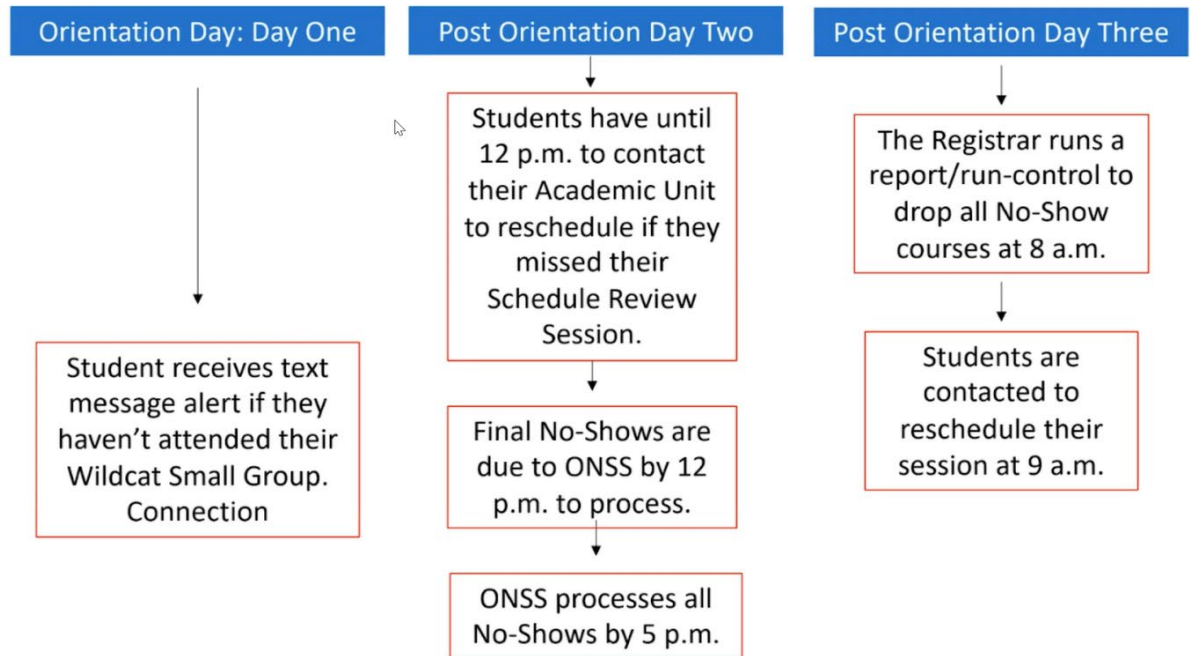 Orientation Day: Day One
Student receives text
message alert if they
haven’t attended their
Wildcat Small Group.
Connection
Post Orientation Day Two
Students have until
12 p.m. to contact
their Academic Unit
to reschedule if they
missed their
Schedule Review
Session.
Final No-Shows are
due to ONSS by 12
p.m. to process.
ONSS processes all
No-Shows by 5 p.m.
Post Orientation Day Three
The Registrar runs a
report/run-control to
drop all No-Show
courses at 8 a.m.
Students are
contacted to
reschedule their
session at 9 a.m.